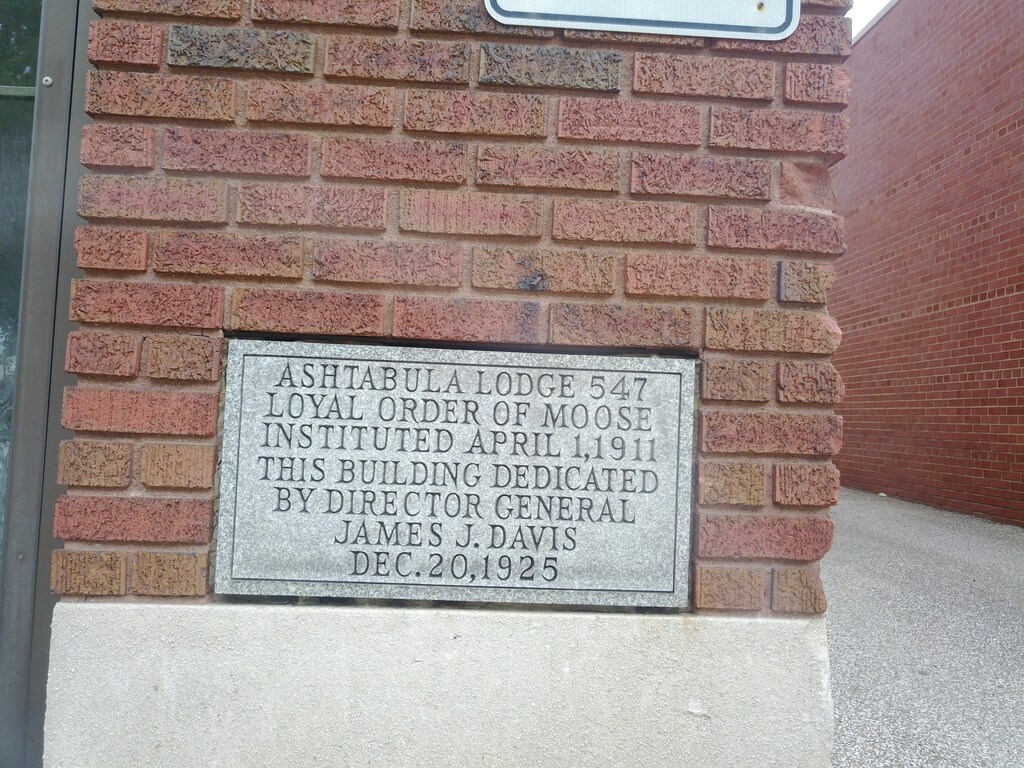 ASHTABULA LODGE 547
LOYAL ORDER OF MOOSE
INSTITUTED APRIL 1,1911
THIS BUILDING DEDICATED
BY DIRECTOR GENERAL
JAMES J. DAVIS
DEC. 20,1925